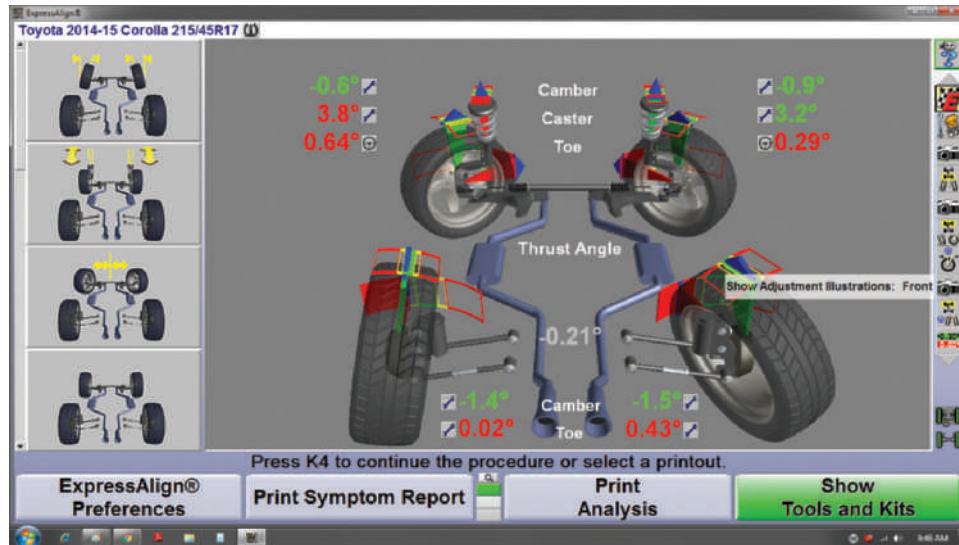 ExpressAlign®
Toyota 2014-15 Corolla 215/45R17
-0.6° Camber -0.9°
3.8° Caster 3.2°
0.64° Toe 0.29°
Thrust Angle
Show Adjustment Illustrations: Front
-0.21°
-1.4° Camber -1.5°
0.02° Toe 0.43°
Press K4 to continue the procedure or select a printout.
ExpressAlign®
Preferences
Print Symptom Report
Print
Analysis
Show
Tools and Kits
9:46 AM